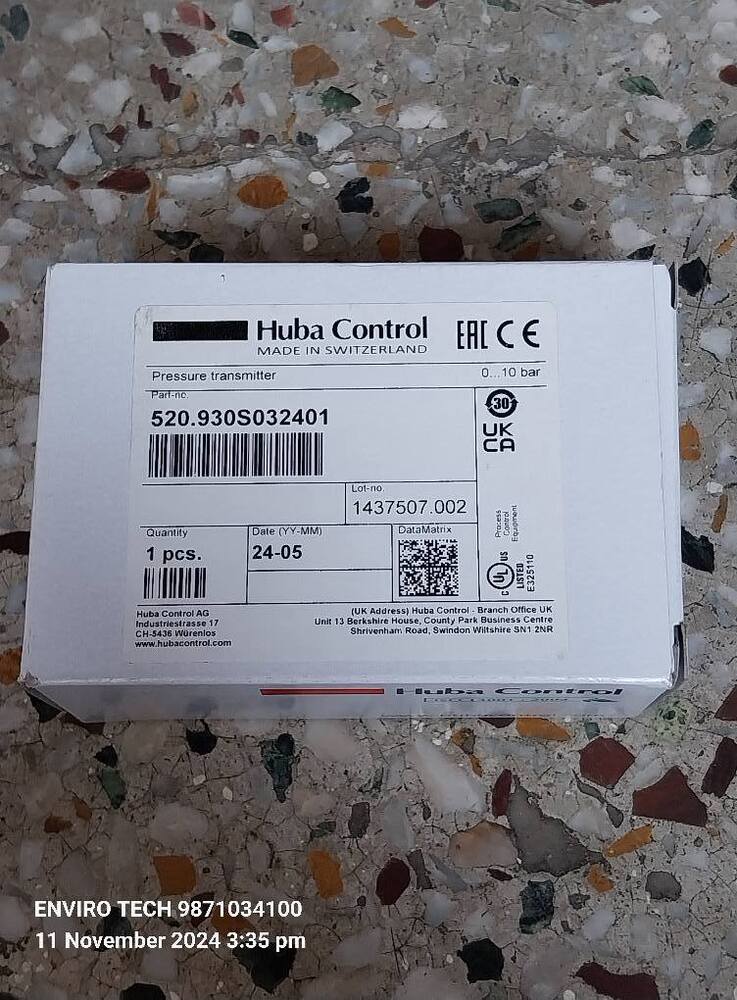 Huba Control
MADE IN SWITZERLAND
EAC CE
Pressure transmitter 0...10 bar
Part-no.
520.930S032401
30
UK
CA
Lot-no.
1437507.002
Process
Control
Equipment
Quantity
1 pcs.
Date (YY-MM)
24-05
DataMatrix
C UL US
LISTED
E325110
Huba Control AG
Industriestrasse 17
CH-5436 Würenlos
www.hubacontrol.com
(UK Address) Huba Control - Branch Office UK
Unit 13 Berkshire House, County Park Business Centre
Shrivenham Road, Swindon Wiltshire SN1 2NR
Huba Control
ENVIRO TECH 9871034100
11 November 2024 3:35 pm